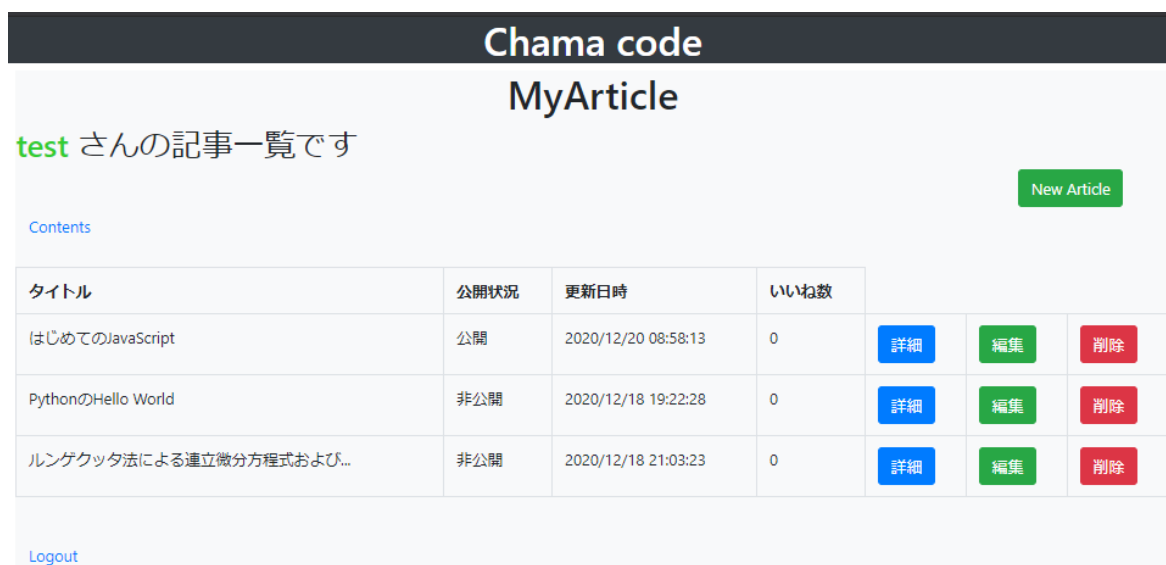 Chama code
MyArticle
test さんの記事一覧です
New Article
Contents
タイトル 公開状況 更新日時 いいね数
はじめてのJavaScript 公開 2020/12/20 08:58:13 0 詳細 編集 削除
PythonのHello World 非公開 2020/12/18 19:22:28 0 詳細 編集 削除
ルンゲクッタ法による連立微分方程式および... 非公開 2020/12/18 21:03:23 0 詳細 編集 削除
Logout